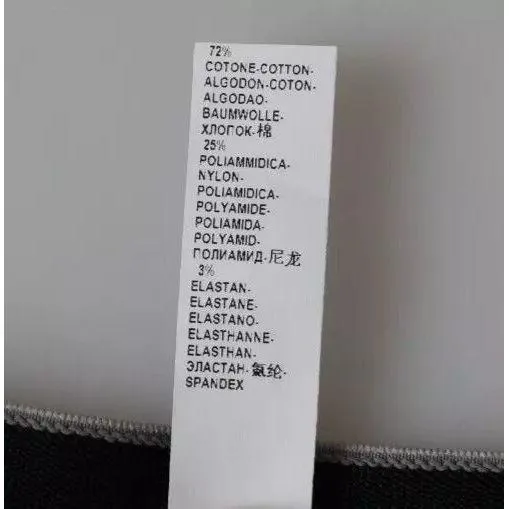 72%
COTONE-COTTON-
ALGODON-COTON-
ALGODAO-
BAUMWOLLE-
ХЛОПОК-棉
25%
POLIAMMIDICA-
NYLON-
POLIAMIDICA-
POLYAMIDE-
POLIAMIDA-
POLYAMID-
ПОЛИАМИД-尼龙
3%
ELASTAN-
ELASTANE-
ELASTANO-
ELASTHANNE-
ELASTHAN-
ЭЛАСТАН-氨纶-
SPANDEX